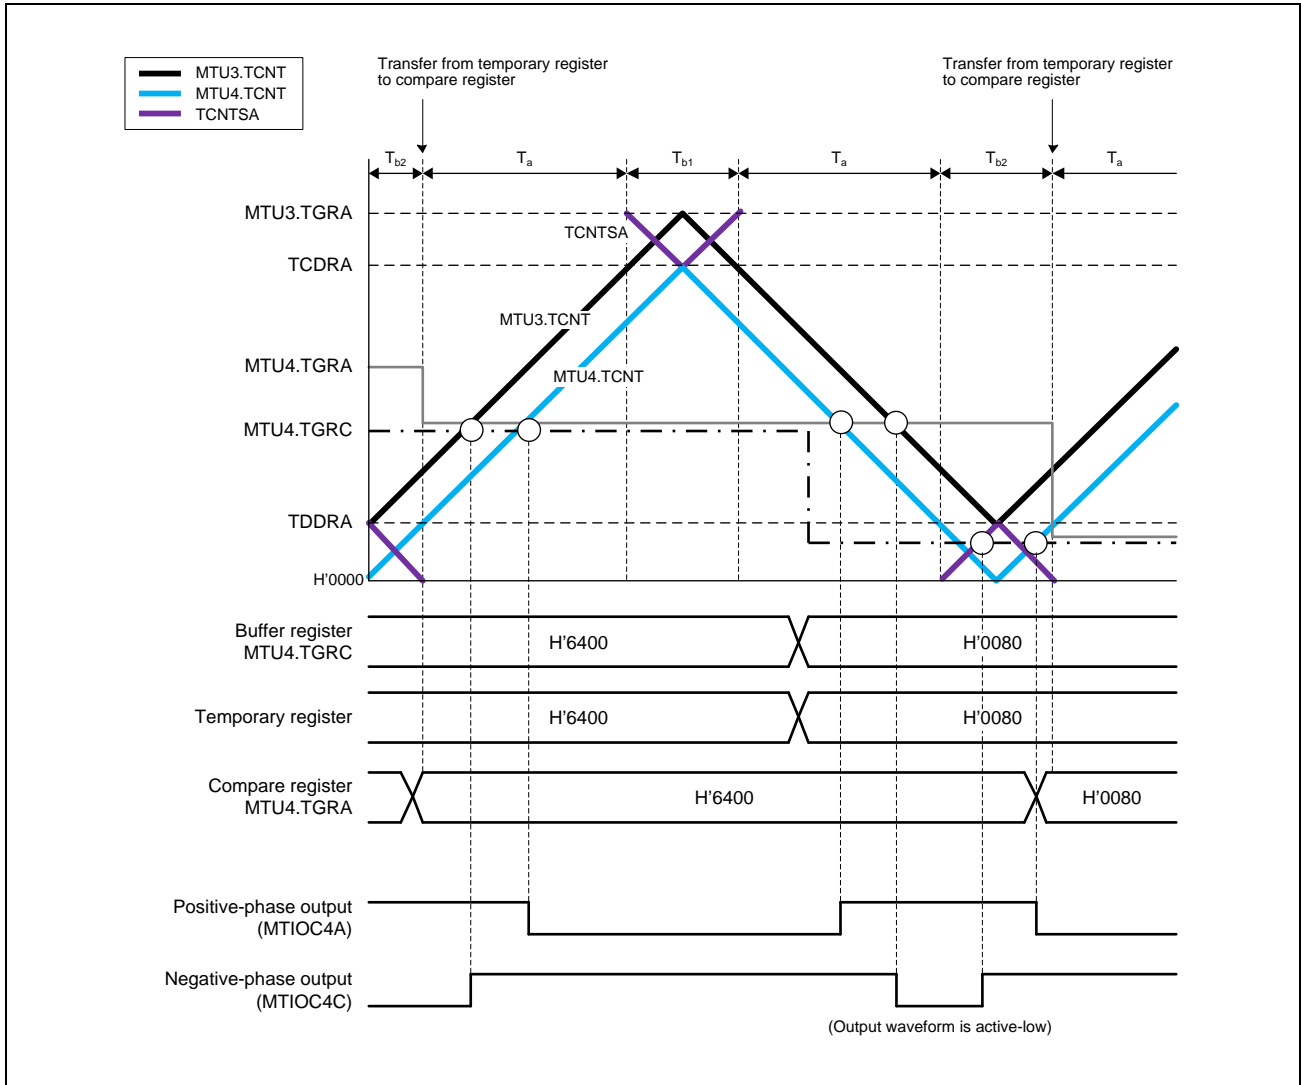 MTU3.TCNT
MTU4.TCNT
TCNTSA
Transfer from temporary register
to compare register
Transfer from temporary register
to compare register
Tb2
Ta
Tb1
Ta
Tb2
Ta
MTU3.TGRA
TCNTSA
TCDRA
MTU3.TCNT
MTU4.TGRA
MTU4.TCNT
MTU4.TGRC
TDDRA
H'0000
Buffer register
MTU4.TGRC
H'6400
H'0080
Temporary register
H'6400
H'0080
Compare register
MTU4.TGRA
H'6400
H'0080
Positive-phase output
(MTIOC4A)
Negative-phase output
(MTIOC4C)
(Output waveform is active-low)